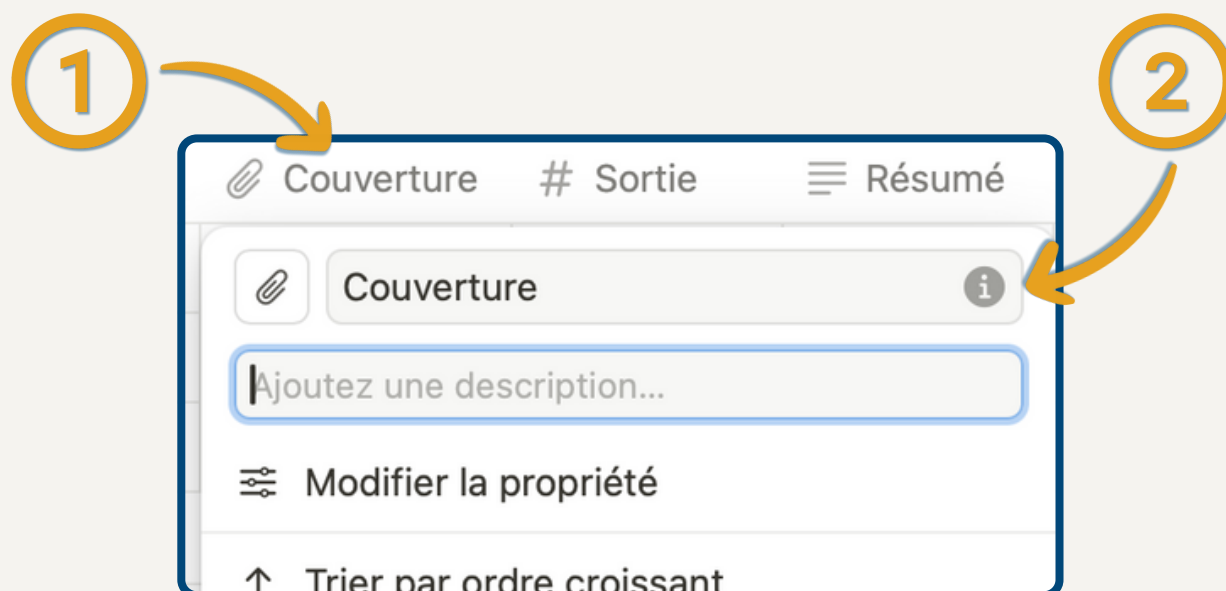 1
2
Couverture # Sortie Résumé
Couverture
Ajoutez une description...
Modifier la propriété
Trier par ordre croissant